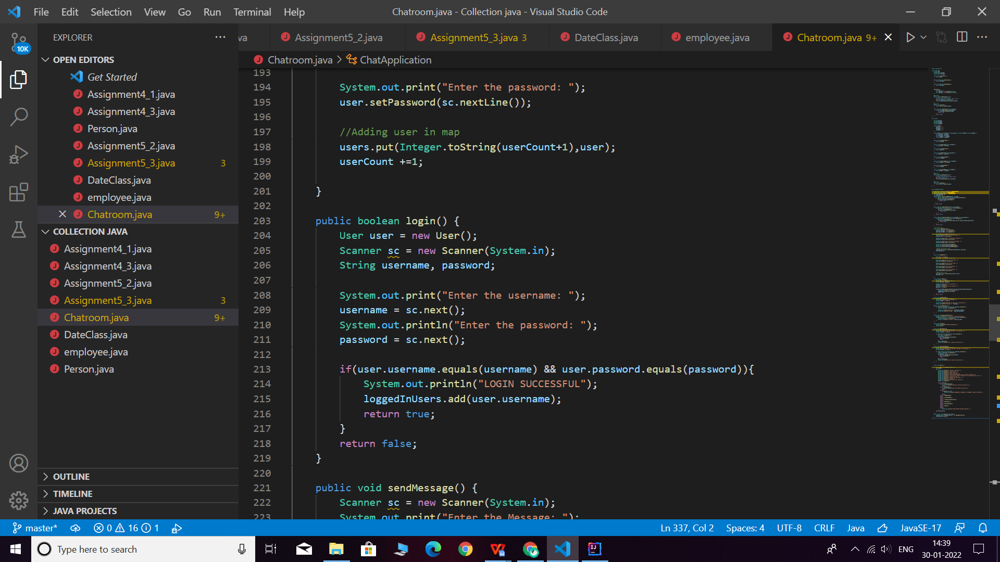 File Edit Selection View Go Run Terminal Help
Chatroom.java - Collection java - Visual Studio Code
10K
EXPLORER
OPEN EDITORS
Get Started
Assignment4_1.java
Assignment4_3.java
Person.java
Assignment5_2.java
Assignment5_3.java 3
DateClass.java
employee.java
Chatroom.java 9+
COLLECTION JAVA
Assignment4_1.java
Assignment4_3.java
Assignment5_2.java
Assignment5_3.java 3
Chatroom.java 9+
DateClass.java
employee.java
Person.java
OUTLINE
TIMELINE
JAVA PROJECTS
va Assignment5_2.java Assignment5_3.java 3 DateClass.java employee.java Chatroom.java 9+
Chatroom.java > ChatApplication
193
194 System.out.print("Enter the password: ");
195 user.setPassword(sc.nextLine());
196
197 //Adding user in map
198 users.put(Integer.toString(userCount+1),user);
199 userCount +=1;
200
201 }
202
203 public boolean login() {
204 User user = new User();
205 Scanner sc = new Scanner(System.in);
206 String username, password;
207
208 System.out.print("Enter the username: ");
209 username = sc.next();
210 System.out.println("Enter the password: ");
211 password = sc.next();
212
213 if(user.username.equals(username) && user.password.equals(password)){
214 System.out.println("LOGIN SUCCESSFUL");
215 loggedInUsers.add(user.username);
216 return true;
217 }
218 return false;
219 }
220
221 public void sendMessage() {
222 Scanner sc = new Scanner(System.in);
223 System.out.print("Enter the Message: ");
master* 0 16 1 Ln 337, Col 2 Spaces: 4 UTF-8 CRLF Java JavaSE-17
Type here to search
ENG
14:39
30-01-2022